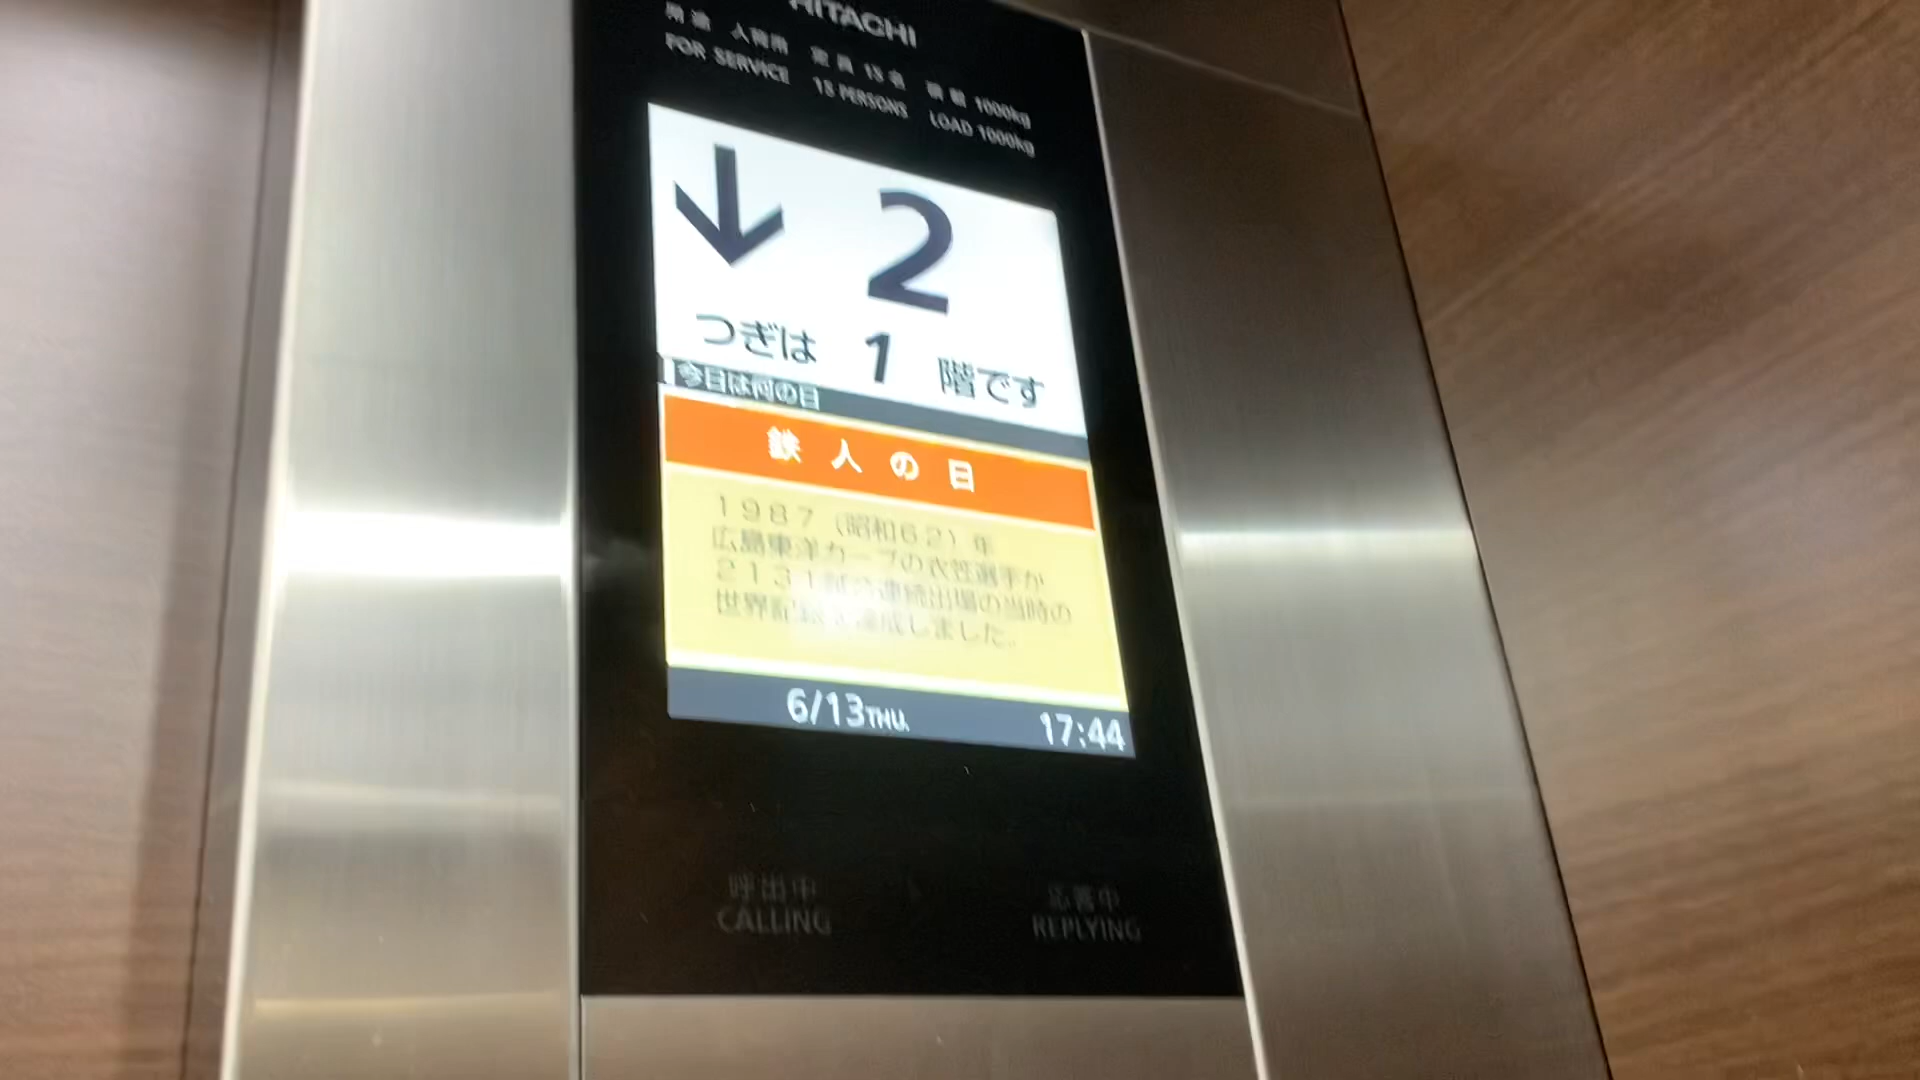 HITACHI
用途 人荷用 定員 15名 積載 1000kg
FOR SERVICE 15 PERSONS LOAD 1000kg
↓ 2
つぎは 1 階です
今日は何の日
鉄人の日
1987（昭和62）年
広島東洋カープの衣笠選手が
2131試合連続出場の当時の
世界記録を達成しました。
6/13 THU. 17:44
呼出中 応答中
CALLING REPLYING